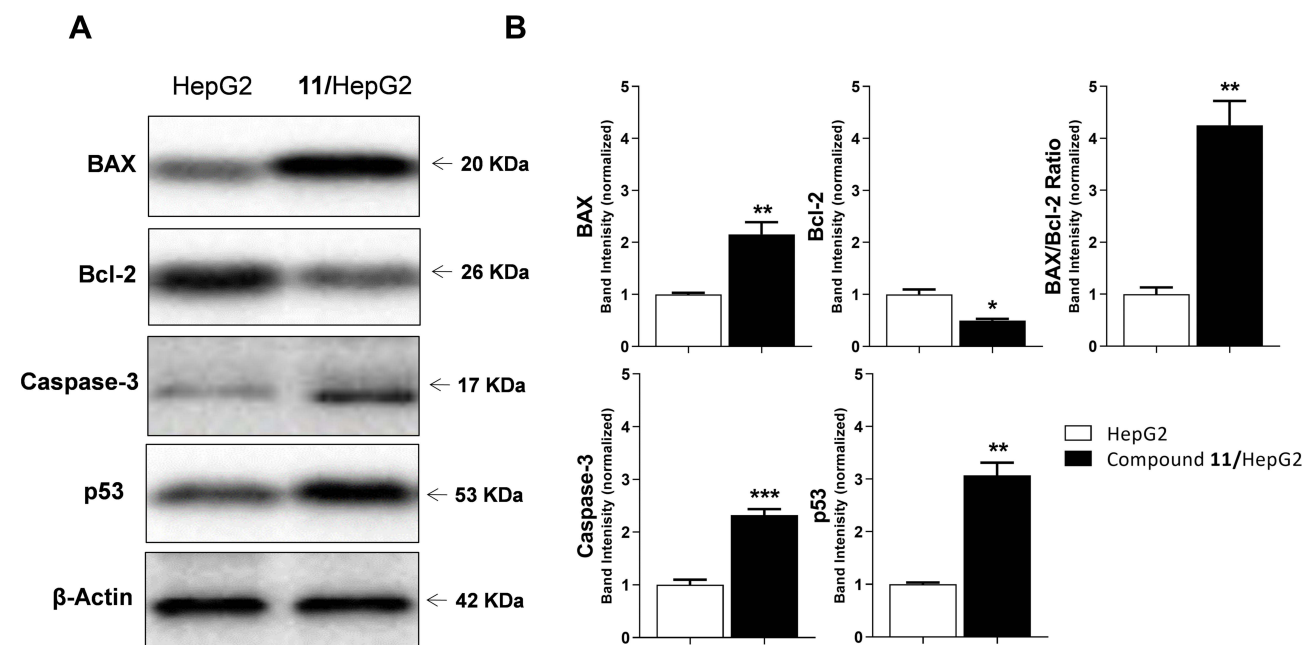 A
HepG2 11/HepG2
BAX ← 20 KDa
Bcl-2 ← 26 KDa
Caspase-3 ← 17 KDa
p53 ← 53 KDa
β-Actin ← 42 KDa
B
BAX
Band Intenisity (normalized)
5
4
3
2
1
0
**
Bcl-2
Band Intenisity (normalized)
5
4
3
2
1
0
*
BAX/Bcl-2 Ratio
Band Intenisity (normalized)
5
4
3
2
1
0
**
Caspase-3
Band Intenisity (normalized)
5
4
3
2
1
0
***
p53
Band Intenisity (normalized)
5
4
3
2
1
0
**
HepG2
Compound 11/HepG2